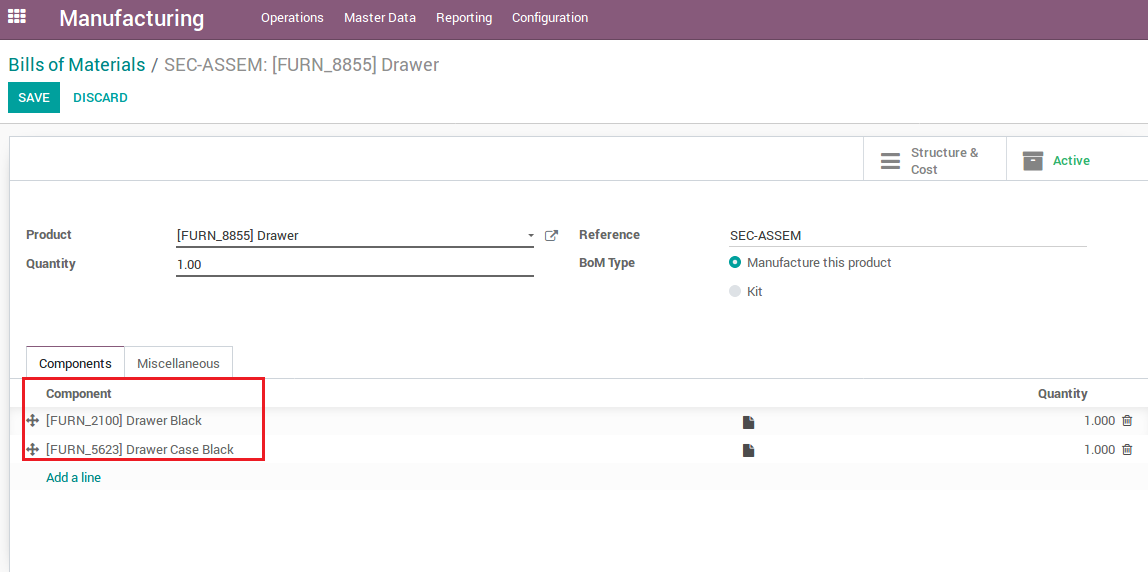 Manufacturing Operations Master Data Reporting Configuration
Bills of Materials / SEC-ASSEM: [FURN_8855] Drawer
SAVE DISCARD
Structure &
Cost
Active
Product [FURN_8855] Drawer Reference SEC-ASSEM
Quantity 1.00 BoM Type Manufacture this product
Kit
Components Miscellaneous
Component Quantity
[FURN_2100] Drawer Black 1.000
[FURN_5623] Drawer Case Black 1.000
Add a line